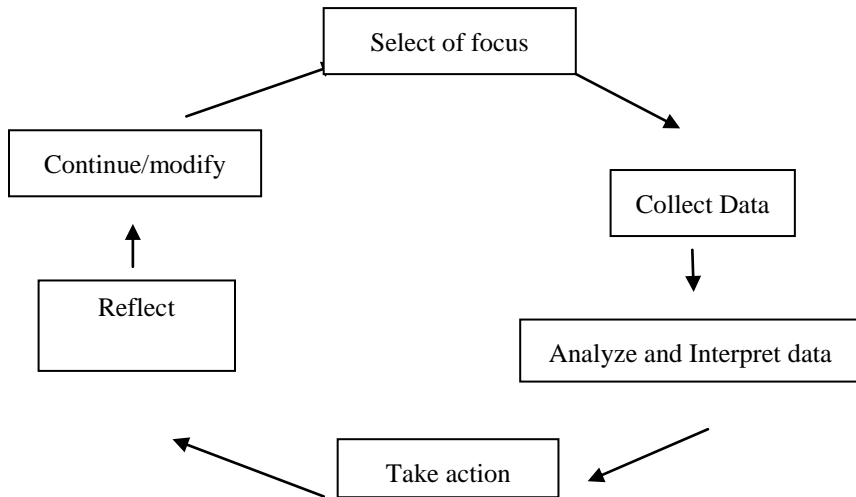 Select of focus
Collect Data
Analyze and Interpret data
Take action
Reflect
Continue/modify